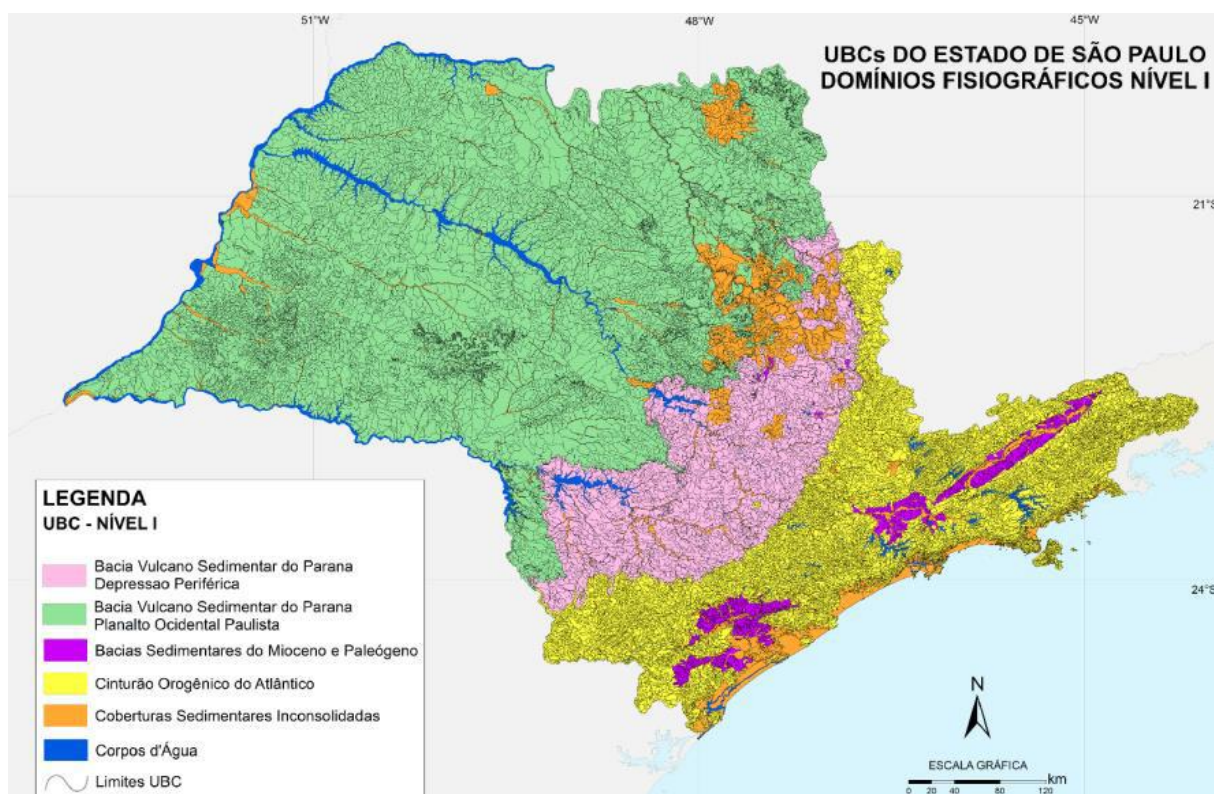 51°W
48°W
45°W
UBCs DO ESTADO DE SÃO PAULO
DOMÍNIOS FISIOGRÁFICOS NÍVEL I
21°S
24°S
LEGENDA
UBC - NÍVEL I
Bacia Vulcano Sedimentar do Parana
Depressao Periférica
Bacia Vulcano Sedimentar do Parana
Planalto Ocidental Paulista
Bacias Sedimentares do Mioceno e Paleógeno
Cinturão Orogênico do Atlântico
Coberturas Sedimentares Inconsolidadas
Corpos d'Água
Limites UBC
N
ESCALA GRÁFICA
km
0 20 40 80 120